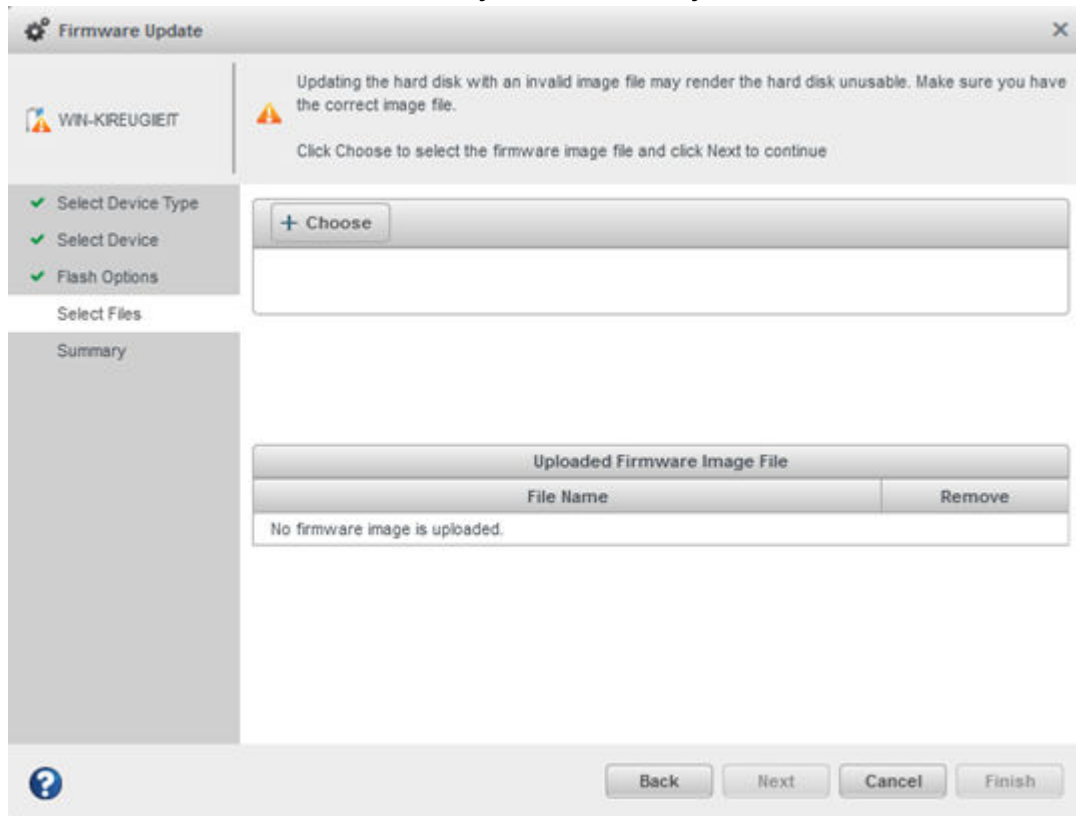 Firmware Update
WIN-KIREUGIIEIT
Updating the hard disk with an invalid image file may render the hard disk unusable. Make sure you have
the correct image file.
Click Choose to select the firmware image file and click Next to continue
Select Device Type
Select Device
Flash Options
Select Files
Summary
+ Choose
Uploaded Firmware Image File
File Name Remove
No firmware image is uploaded.
?
Back Next Cancel Finish